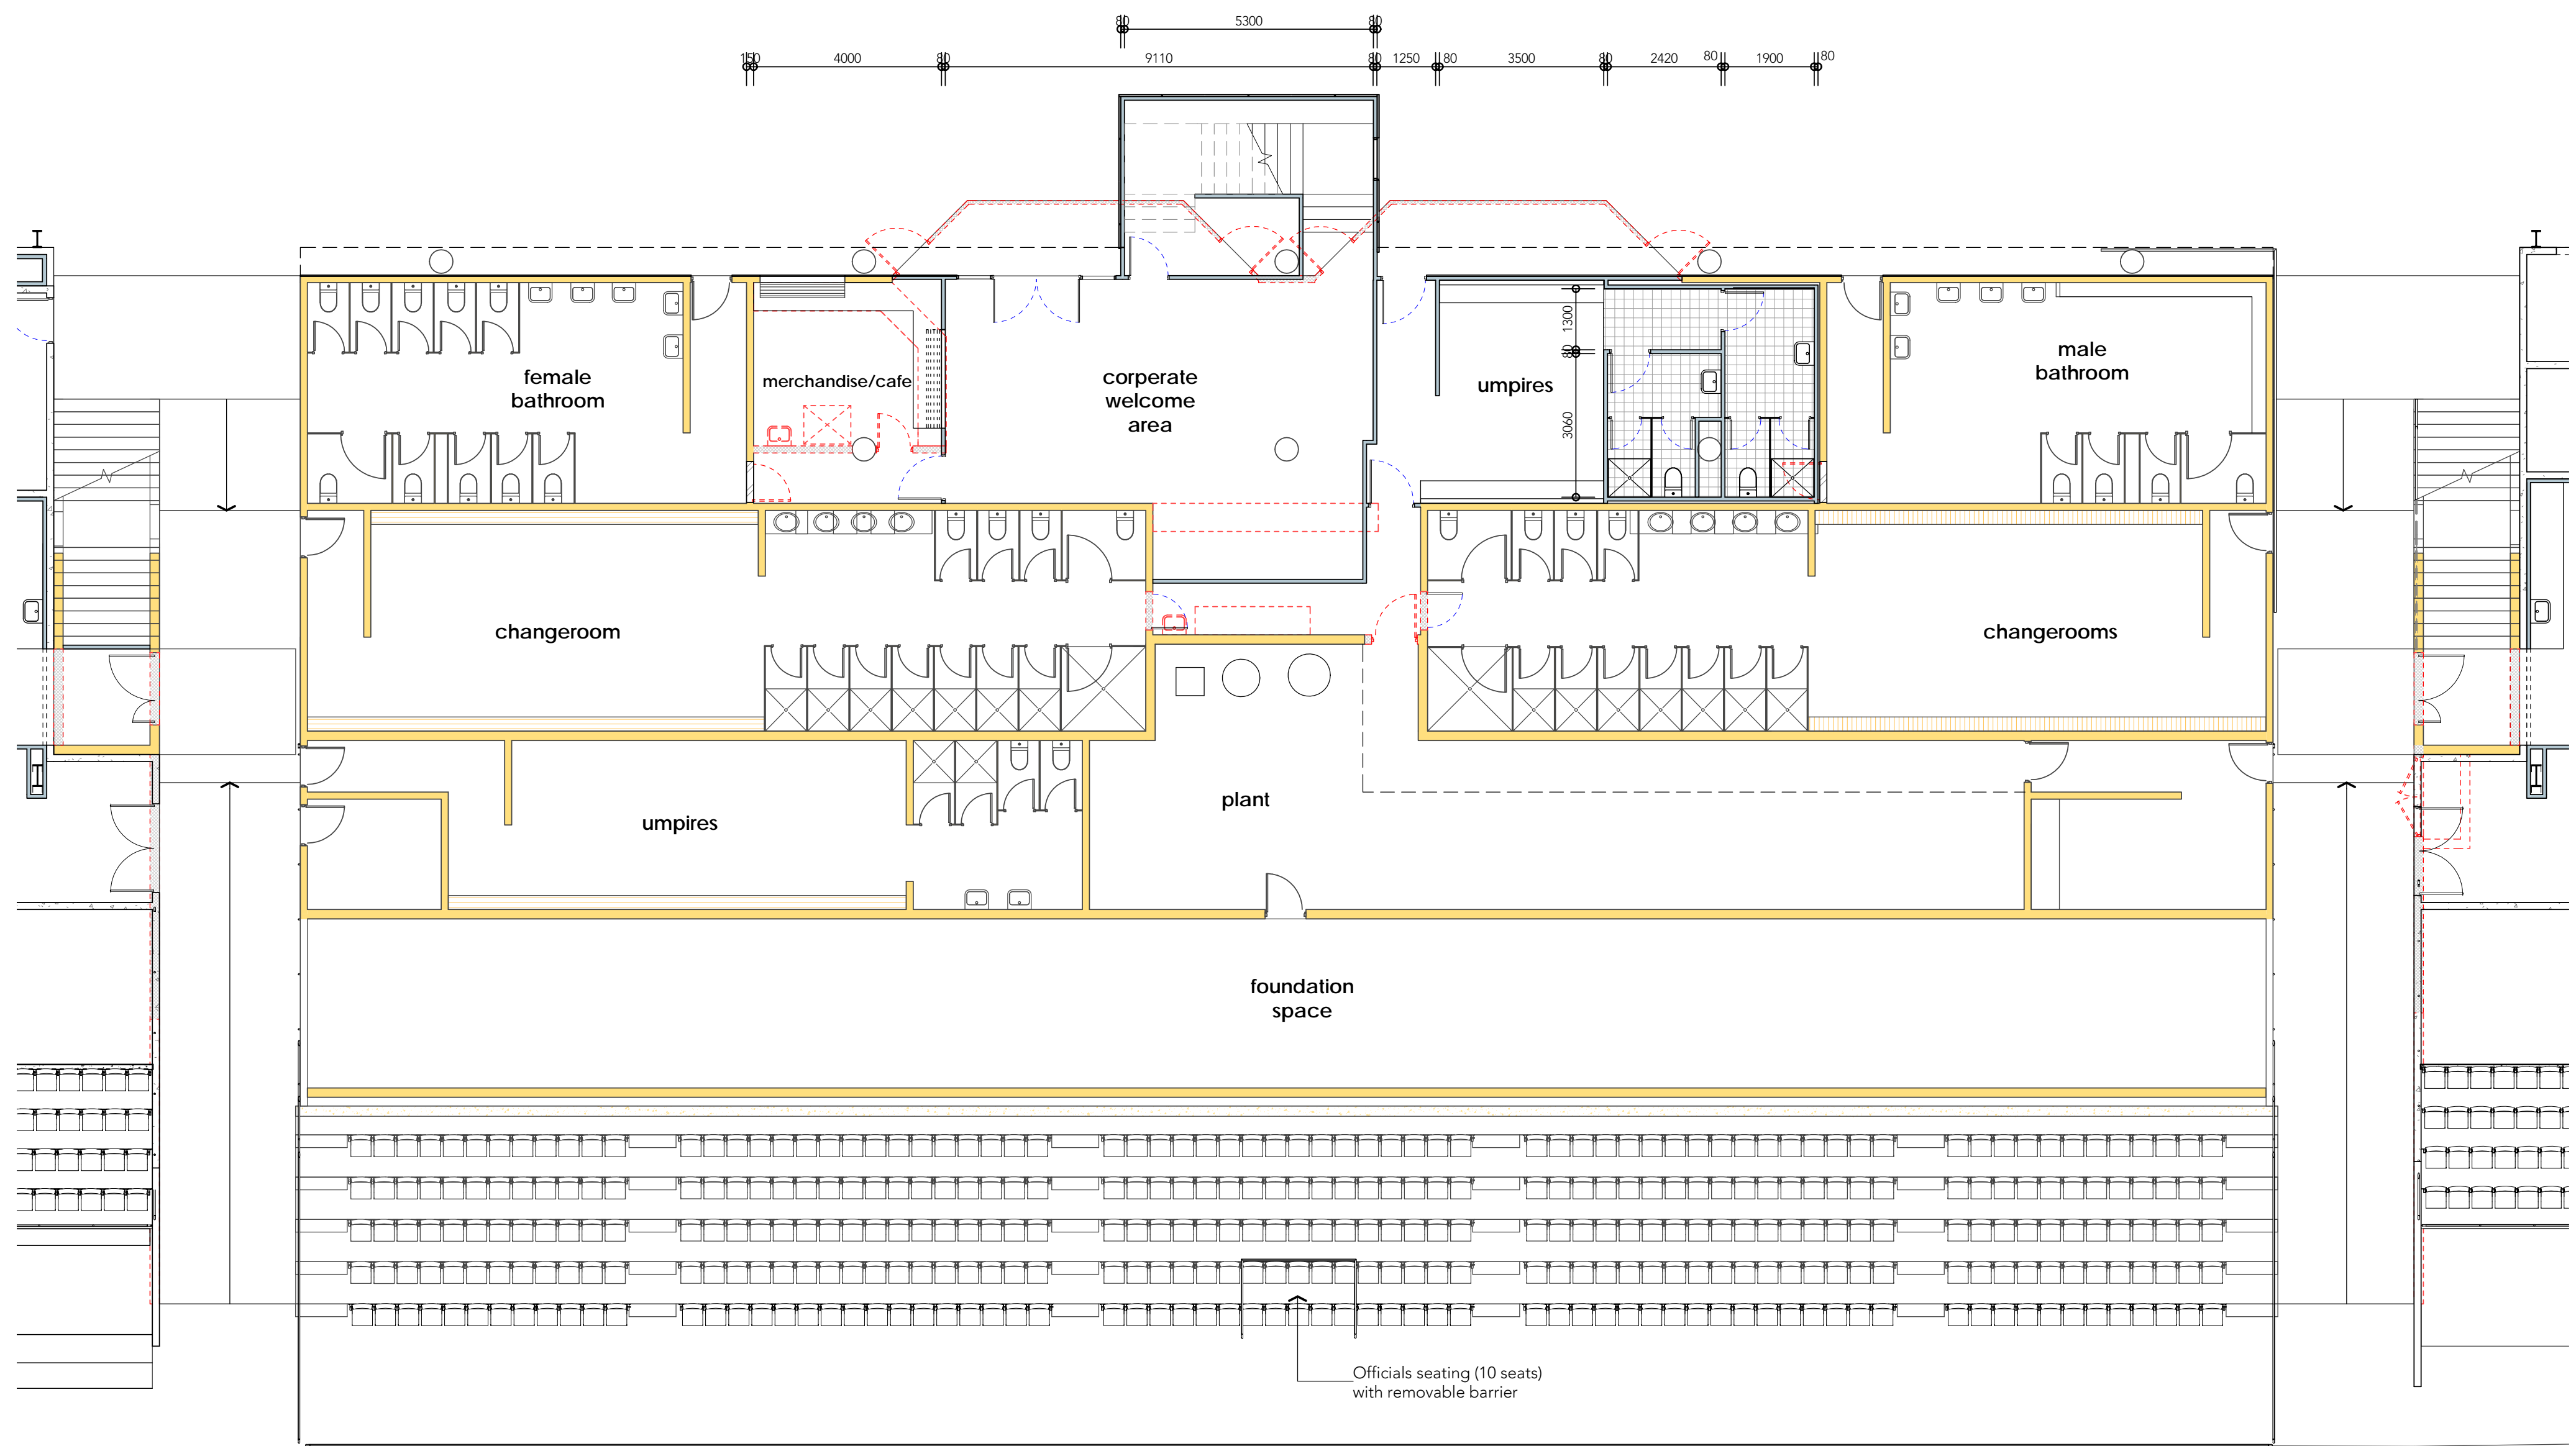 80 5300 80
150 4000 80 9110 80 1250 80 3500 80 2420 80 1900 80
female
bathroom
merchandise/cafe
corperate
welcome
area
umpires
1300
80
3060
male
bathroom
changeroom
changerooms
umpires
plant
foundation
space
Officials seating (10 seats)
with removable barrier